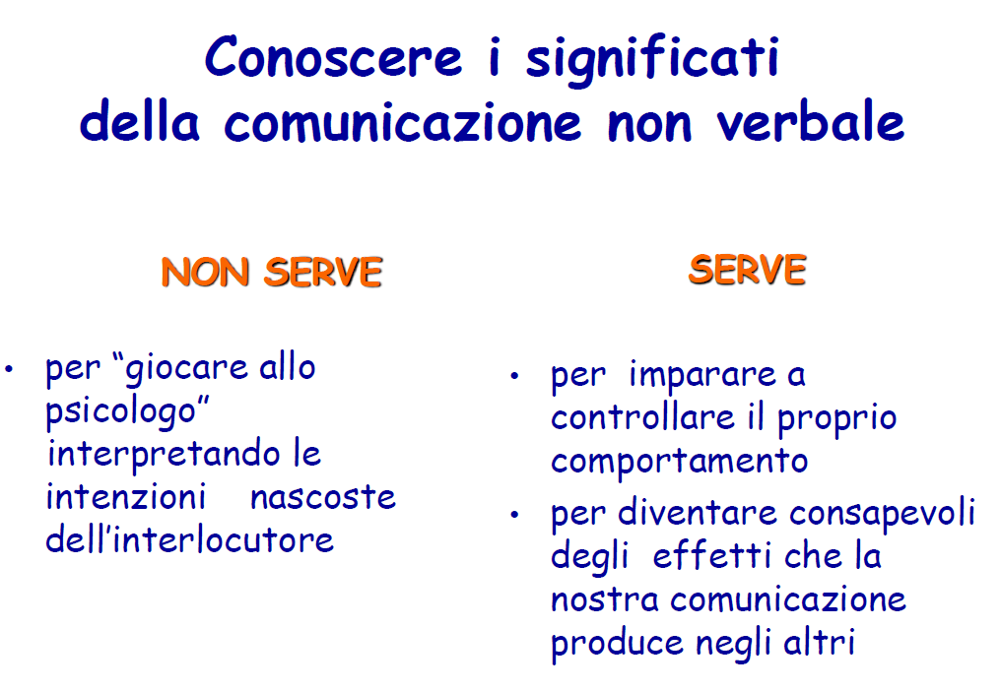 Conoscere i significati
della comunicazione non verbale
NON SERVE
• per “giocare allo
psicologo”
interpretando le
intenzioni nascoste
dell’interlocutore
SERVE
• per imparare a
controllare il proprio
comportamento
• per diventare consapevoli
degli effetti che la
nostra comunicazione
produce negli altri